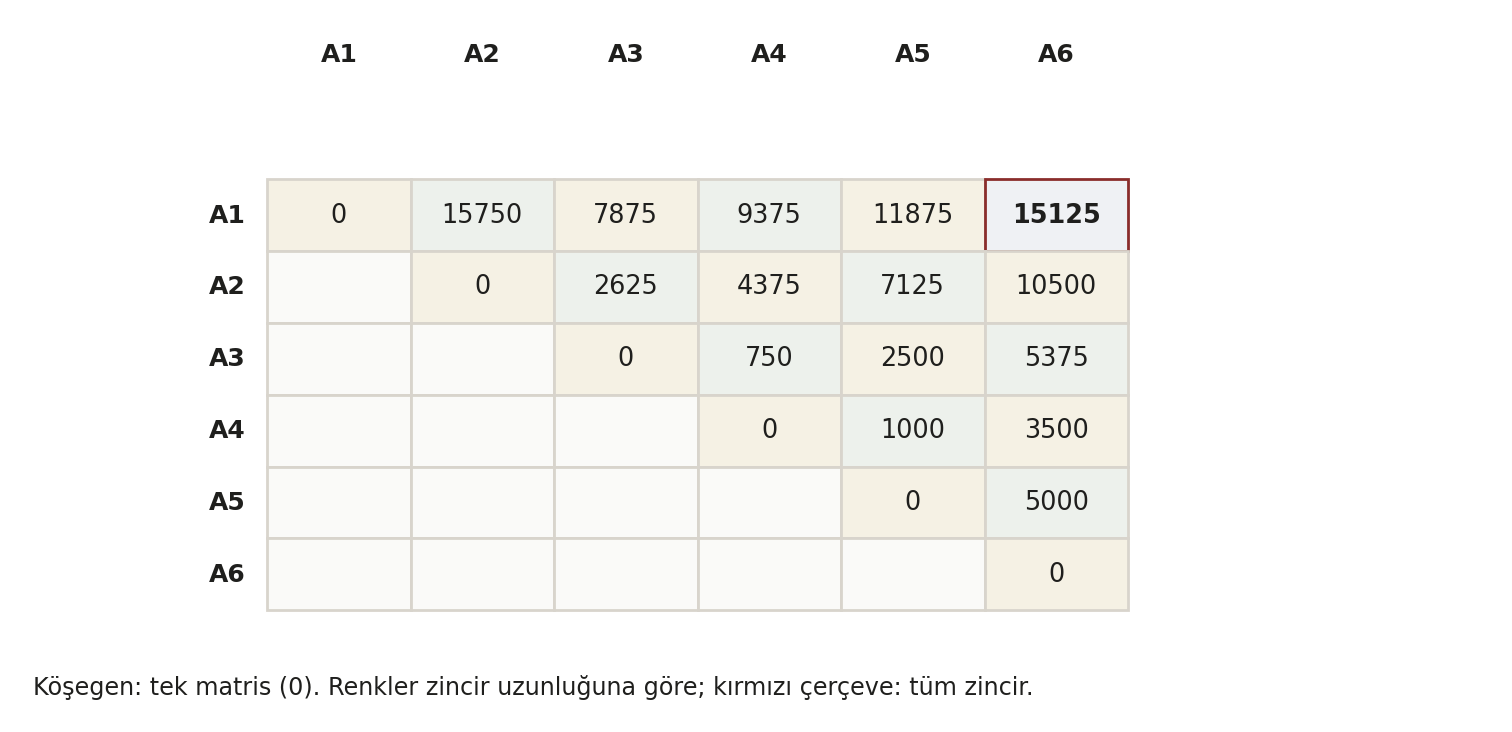 A1 A2 A3 A4 A5 A6
A1 0 15750 7875 9375 11875 15125
A2 0 2625 4375 7125 10500
A3 0 750 2500 5375
A4 0 1000 3500
A5 0 5000
A6 0
Köşegen: tek matris (0). Renkler zincir uzunluğuna göre; kırmızı çerçeve: tüm zincir.